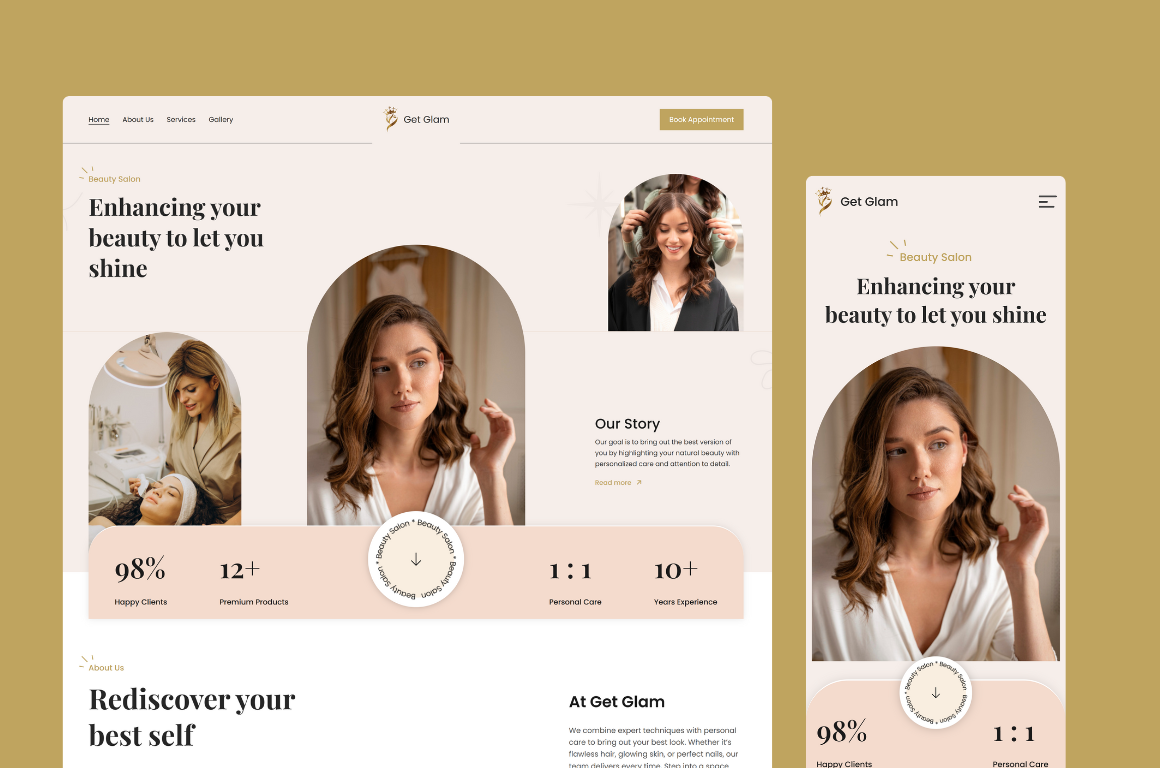 Home About Us Services Gallery
Get Glam
Book Appointment
Beauty Salon
Enhancing your
beauty to let you
shine
Our Story
Our goal is to bring out the best version of
you by highlighting your natural beauty with
personalized care and attention to detail.
Read more
98%
Happy Clients
12+
Premium Products
Beauty Salon * Beauty Salon * Beauty Salon * Beauty Salon
1 : 1
Personal Care
10+
Years Experience
About Us
Rediscover your
best self
At Get Glam
We combine expert techniques with personal
care to bring out your best look. Whether it's
flawless hair, glowing skin, or perfect nails, our
team delivers every time. Step into a space
Get Glam
Beauty Salon
Enhancing your
beauty to let you shine
Beauty Salon * Beauty Salon * Beauty Salon * Beauty Salon
98%
Happy Clients
1 : 1
Personal Care